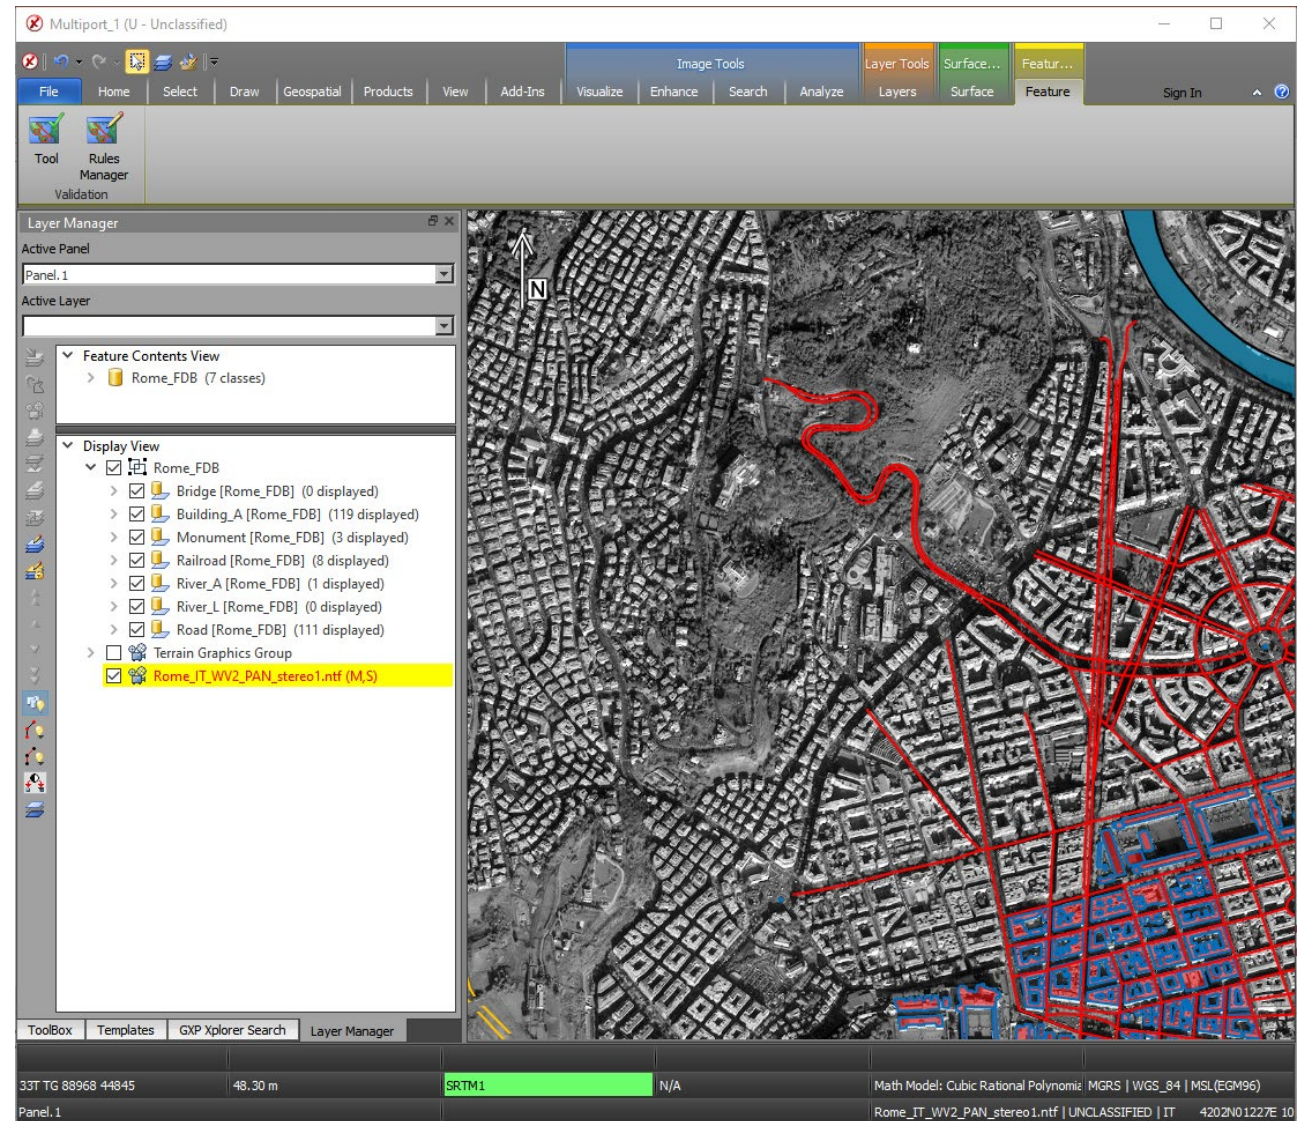 Multiport_1 (U - Unclassified)
Image Tools Layer Tools Surface... Featur...
File Home Select Draw Geospatial Products View Add-Ins Visualize Enhance Search Analyze Layers Surface Feature Sign In
Tool Rules Manager
Validation
Layer Manager
Active Panel
Panel.1
Active Layer
Feature Contents View
Rome_FDB (7 classes)
Display View
Rome_FDB
Bridge [Rome_FDB] (0 displayed)
Building_A [Rome_FDB] (119 displayed)
Monument [Rome_FDB] (3 displayed)
Railroad [Rome_FDB] (8 displayed)
River_A [Rome_FDB] (1 displayed)
River_L [Rome_FDB] (0 displayed)
Road [Rome_FDB] (111 displayed)
Terrain Graphics Group
Rome_IT_WV2_PAN_stereo1.ntf (M,S)
N
ToolBox Templates GXP Xplorer Search Layer Manager
33T TG 88968 44845 48.30 m SRTM1 N/A Math Model: Cubic Rational Polynomia MGRS | WGS_84 | MSL(EGM96)
Panel.1 Rome_IT_WV2_PAN_stereo1.ntf | UNCLASSIFIED | IT 4202N01227E 10